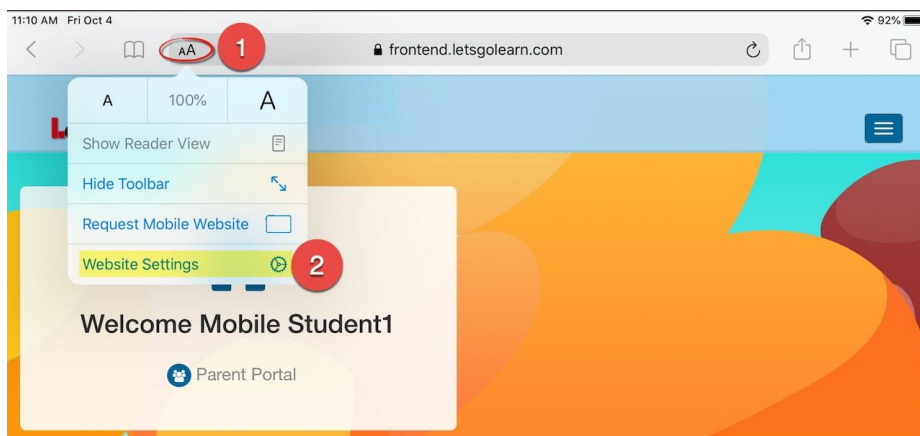 11:10 AM Fri Oct 4 92%
AA 1 frontend.letsgolearn.com
A 100% A
Show Reader View
Hide Toolbar
Request Mobile Website
Website Settings 2
Welcome Mobile Student1
Parent Portal